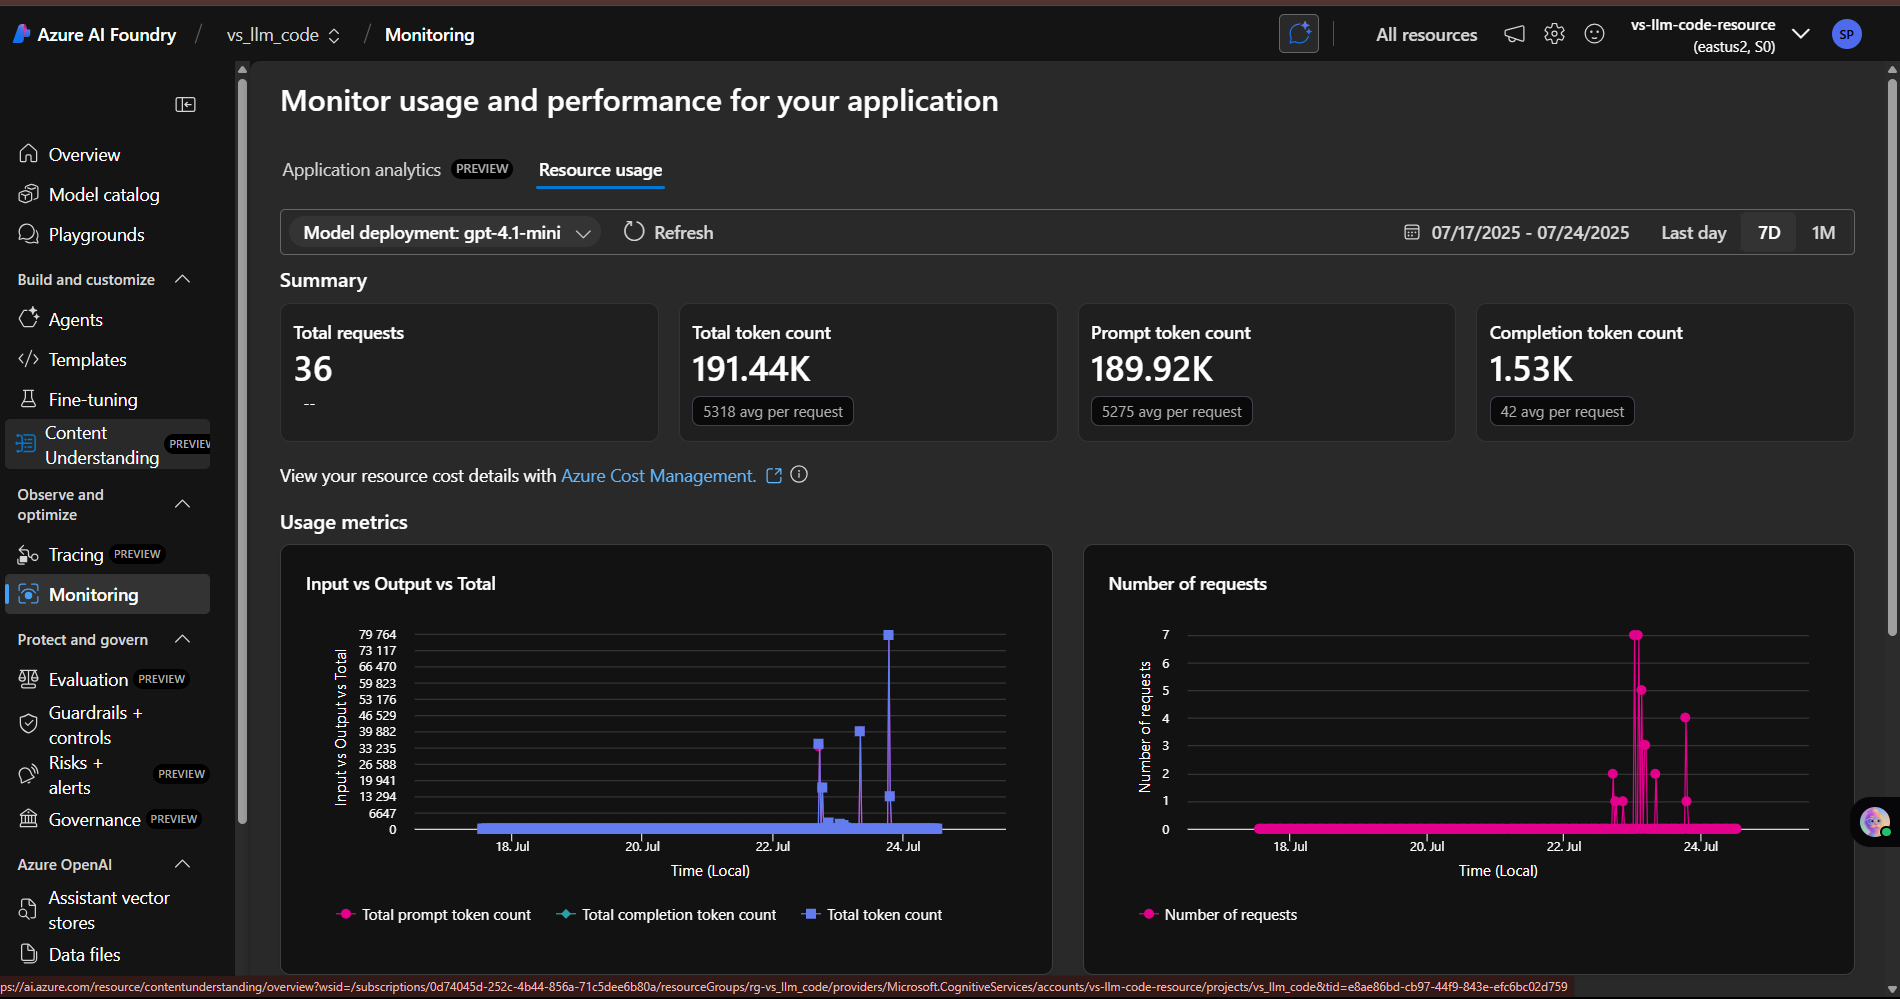 Azure AI Foundry / vs_llm_code / Monitoring
All resources
vs-llm-code-resource
(eastus2, S0)
SP
Overview
Model catalog
Playgrounds
Build and customize
Agents
Templates
Fine-tuning
Content
Understanding
PREVIEW
Observe and
optimize
Tracing PREVIEW
Monitoring
Protect and govern
Evaluation PREVIEW
Guardrails +
controls
Risks +
alerts
PREVIEW
Governance PREVIEW
Azure OpenAI
Assistant vector
stores
Data files
Monitor usage and performance for your application
Application analytics PREVIEW Resource usage
Model deployment: gpt-4.1-mini Refresh 07/17/2025 - 07/24/2025 Last day 7D 1M
Summary
Total requests
36
--
Total token count
191.44K
5318 avg per request
Prompt token count
189.92K
5275 avg per request
Completion token count
1.53K
42 avg per request
View your resource cost details with Azure Cost Management.
Usage metrics
Input vs Output vs Total
Input vs Output vs Total
79 764
73 117
66 470
59 823
53 176
46 529
39 882
33 235
26 588
19 941
13 294
6647
0
18. Jul 20. Jul 22. Jul 24. Jul
Time (Local)
Total prompt token count Total completion token count Total token count
Number of requests
Number of requests
7
6
5
4
3
2
1
0
18. Jul 20. Jul 22. Jul 24. Jul
Time (Local)
Number of requests
ps://ai.azure.com/resource/contentunderstanding/overview?wsid=/subscriptions/0d74045d-252c-4b44-856a-71c5dee6b80a/resourceGroups/rg-vs_llm_code/providers/Microsoft.CognitiveServices/accounts/vs-llm-code-resource/projects/vs_llm_code&tid=e8ae86bd-cb97-44f9-843e-efc6bc02d759